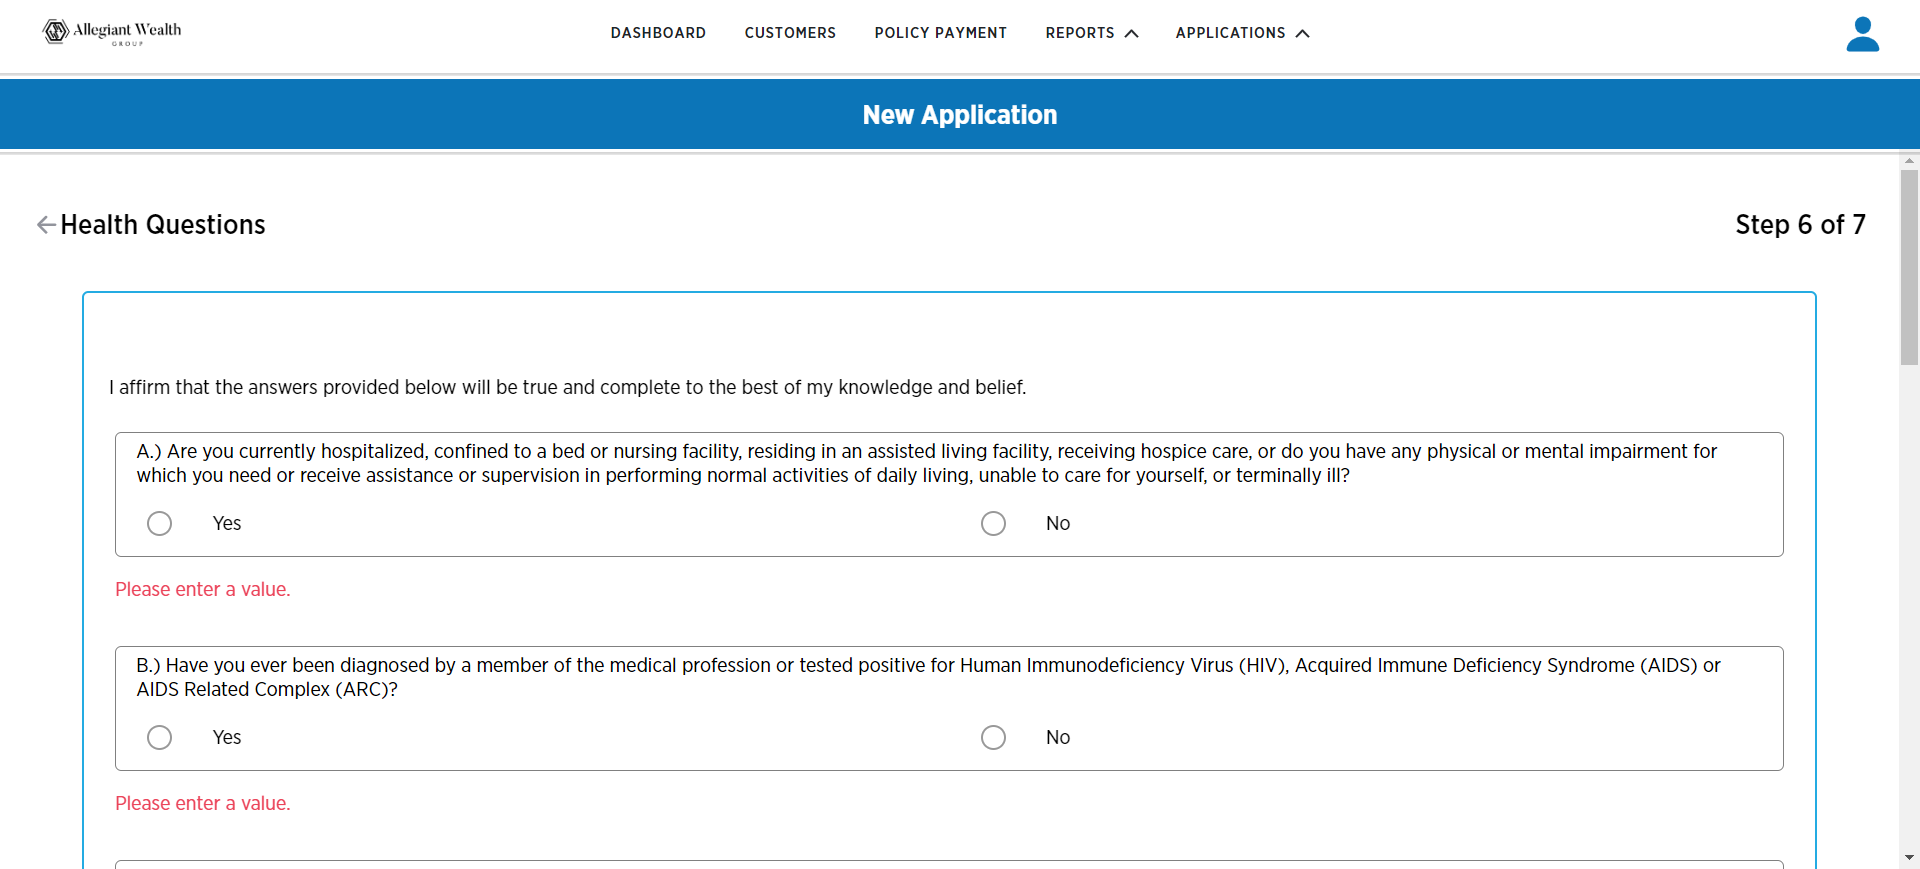 Allegiant Wealth
GROUP
DASHBOARD
CUSTOMERS
POLICY PAYMENT
REPORTS
APPLICATIONS
New Application
Health Questions
Step 6 of 7
I affirm that the answers provided below will be true and complete to the best of my knowledge and belief.
A.) Are you currently hospitalized, confined to a bed or nursing facility, residing in an assisted living facility, receiving hospice care, or do you have any physical or mental impairment for
which you need or receive assistance or supervision in performing normal activities of daily living, unable to care for yourself, or terminally ill?
Yes
No
Please enter a value.
B.) Have you ever been diagnosed by a member of the medical profession or tested positive for Human Immunodeficiency Virus (HIV), Acquired Immune Deficiency Syndrome (AIDS) or
AIDS Related Complex (ARC)?
Yes
No
Please enter a value.